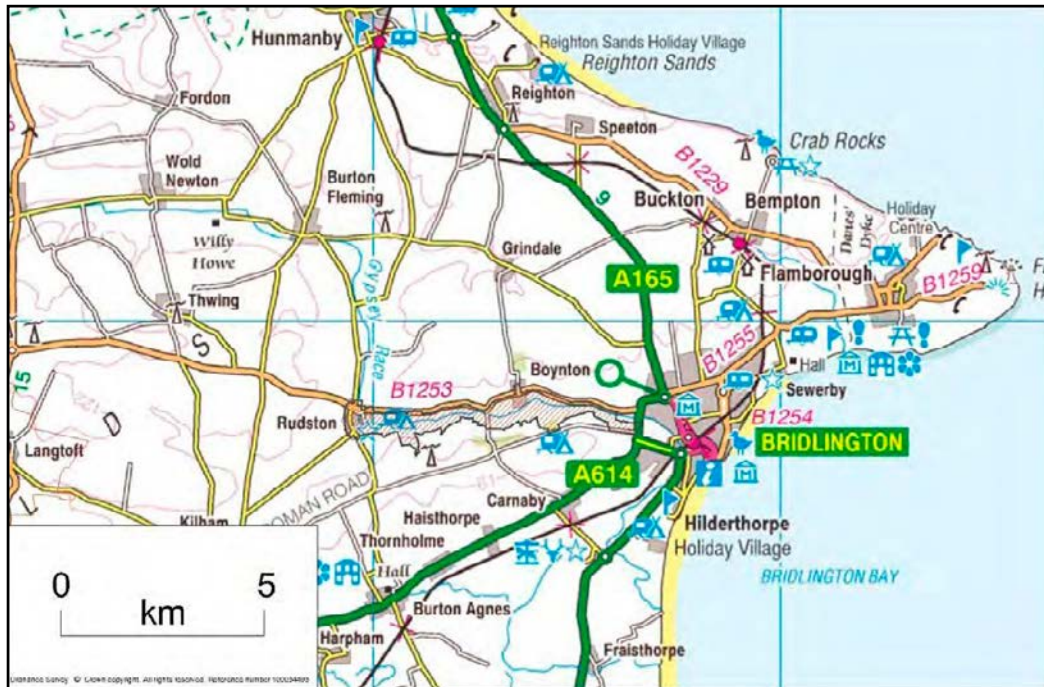 Hunmanby
Reighton Sands Holiday Village
Reighton Sands
Reighton
Fordon
Speeton
Crab Rocks
Wold
Newton
Burton
Fleming
B1229
9
Buckton
Bempton
Danes'
Dyke
Holiday
Centre
Willy
Howe
Grindale
Flamborough
F
H
A165
B1259
Gypsey
Race
Thwing
S
B1255
15
Boynton
Hall
B1253
Sewerby
Rudston
B1254
D
BRIDLINGTON
Langtoft
A614
L
Carnaby
ROMAN ROAD
Kilham
Haisthorpe
Hilderthorpe
Holiday Village
Thornholme
Hall
BRIDLINGTON BAY
0 5
km
Burton Agnes
Harpham
Fraisthorpe